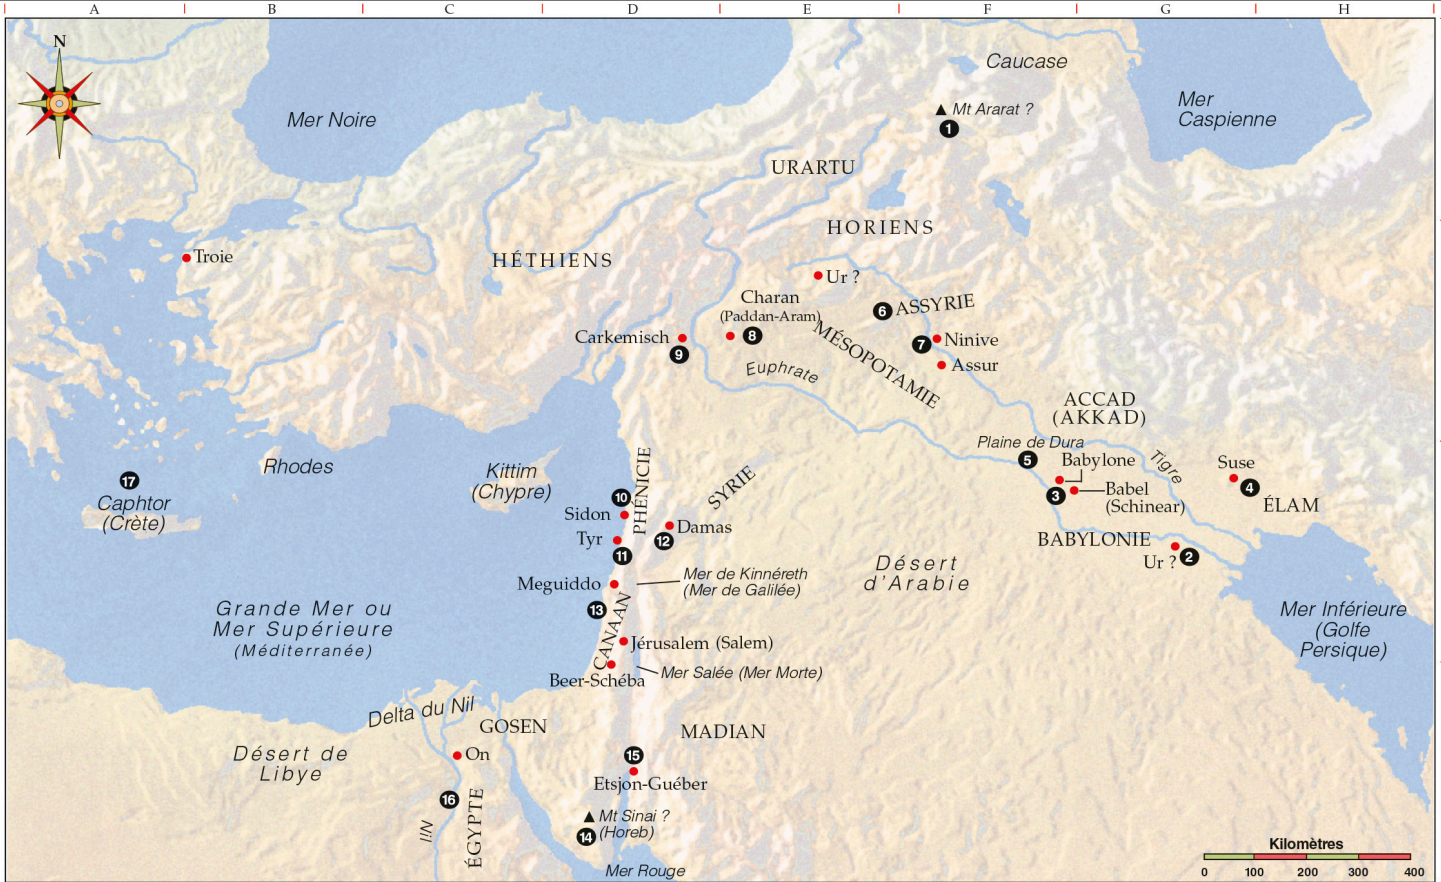 A B C D E F G H
N
Mer Noire
Caucase
Mt Ararat ?
1
Mer
Caspienne
URARTU
HORIENS
HÉTHIENS
Troie
Ur ?
Charan
(Paddan-Aram)
8
6
ASSYRIE
Carkemisch
9
MÉSOPOTAMIE
7
Ninive
Assur
Euphrate
ACCAD
(AKKAD)
Plaine de Dura
5
Babylone
3
Babel
(Schinear)
Tigre
Suse
4
ÉLAM
BABYLONIE
Ur ?
2
17
Caphtor
(Crète)
Rhodes
Kittim
(Chypre)
10
PHÉNICIE
SYRIE
Sidon
Tyr
11
Damas
12
Meguiddo
Mer de Kinnéreth
(Mer de Galilée)
13
CANAAN
Jérusalem (Salem)
Beer-Schéba
Mer Salée (Mer Morte)
Désert
d'Arabie
Mer Inférieure
(Golfe
Persique)
Grande Mer ou
Mer Supérieure
(Méditerranée)
Delta du Nil
GOSEN
MADIAN
Désert de
Libye
On
15
Etsjon-Guéber
16
Nil
ÉGYPTE
Mt Sinai ?
(Horeb)
14
Mer Rouge
Kilomètres
0 100 200 300 400